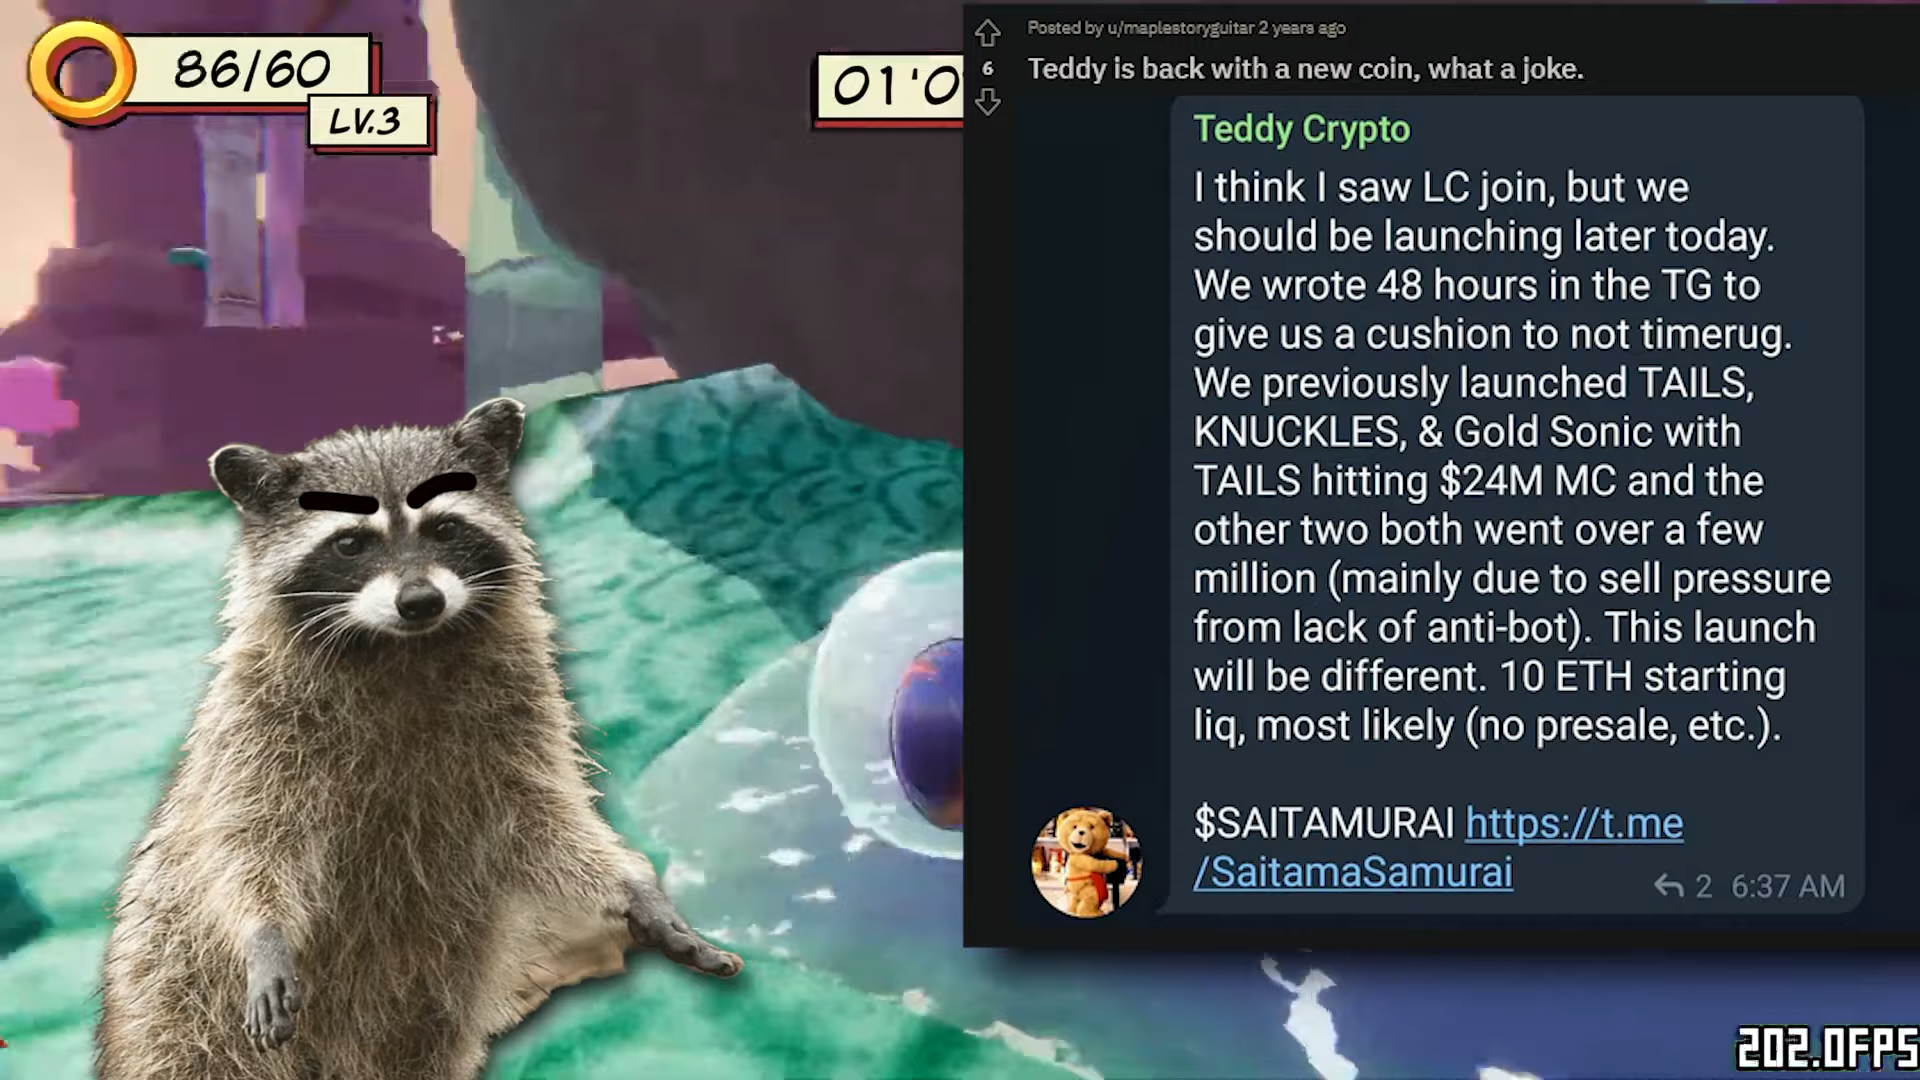 86/60
LV.3
01'0
Posted by u/maplestoryguitar 2 years ago
6
Teddy is back with a new coin, what a joke.
Teddy Crypto
I think I saw LC join, but we
should be launching later today.
We wrote 48 hours in the TG to
give us a cushion to not timerug.
We previously launched TAILS,
KNUCKLES, & Gold Sonic with
TAILS hitting $24M MC and the
other two both went over a few
million (mainly due to sell pressure
from lack of anti-bot). This launch
will be different. 10 ETH starting
liq, most likely (no presale, etc.).
$SAITAMURAI https://t.me
/SaitamaSamurai
2 6:37 AM
202.0FPS